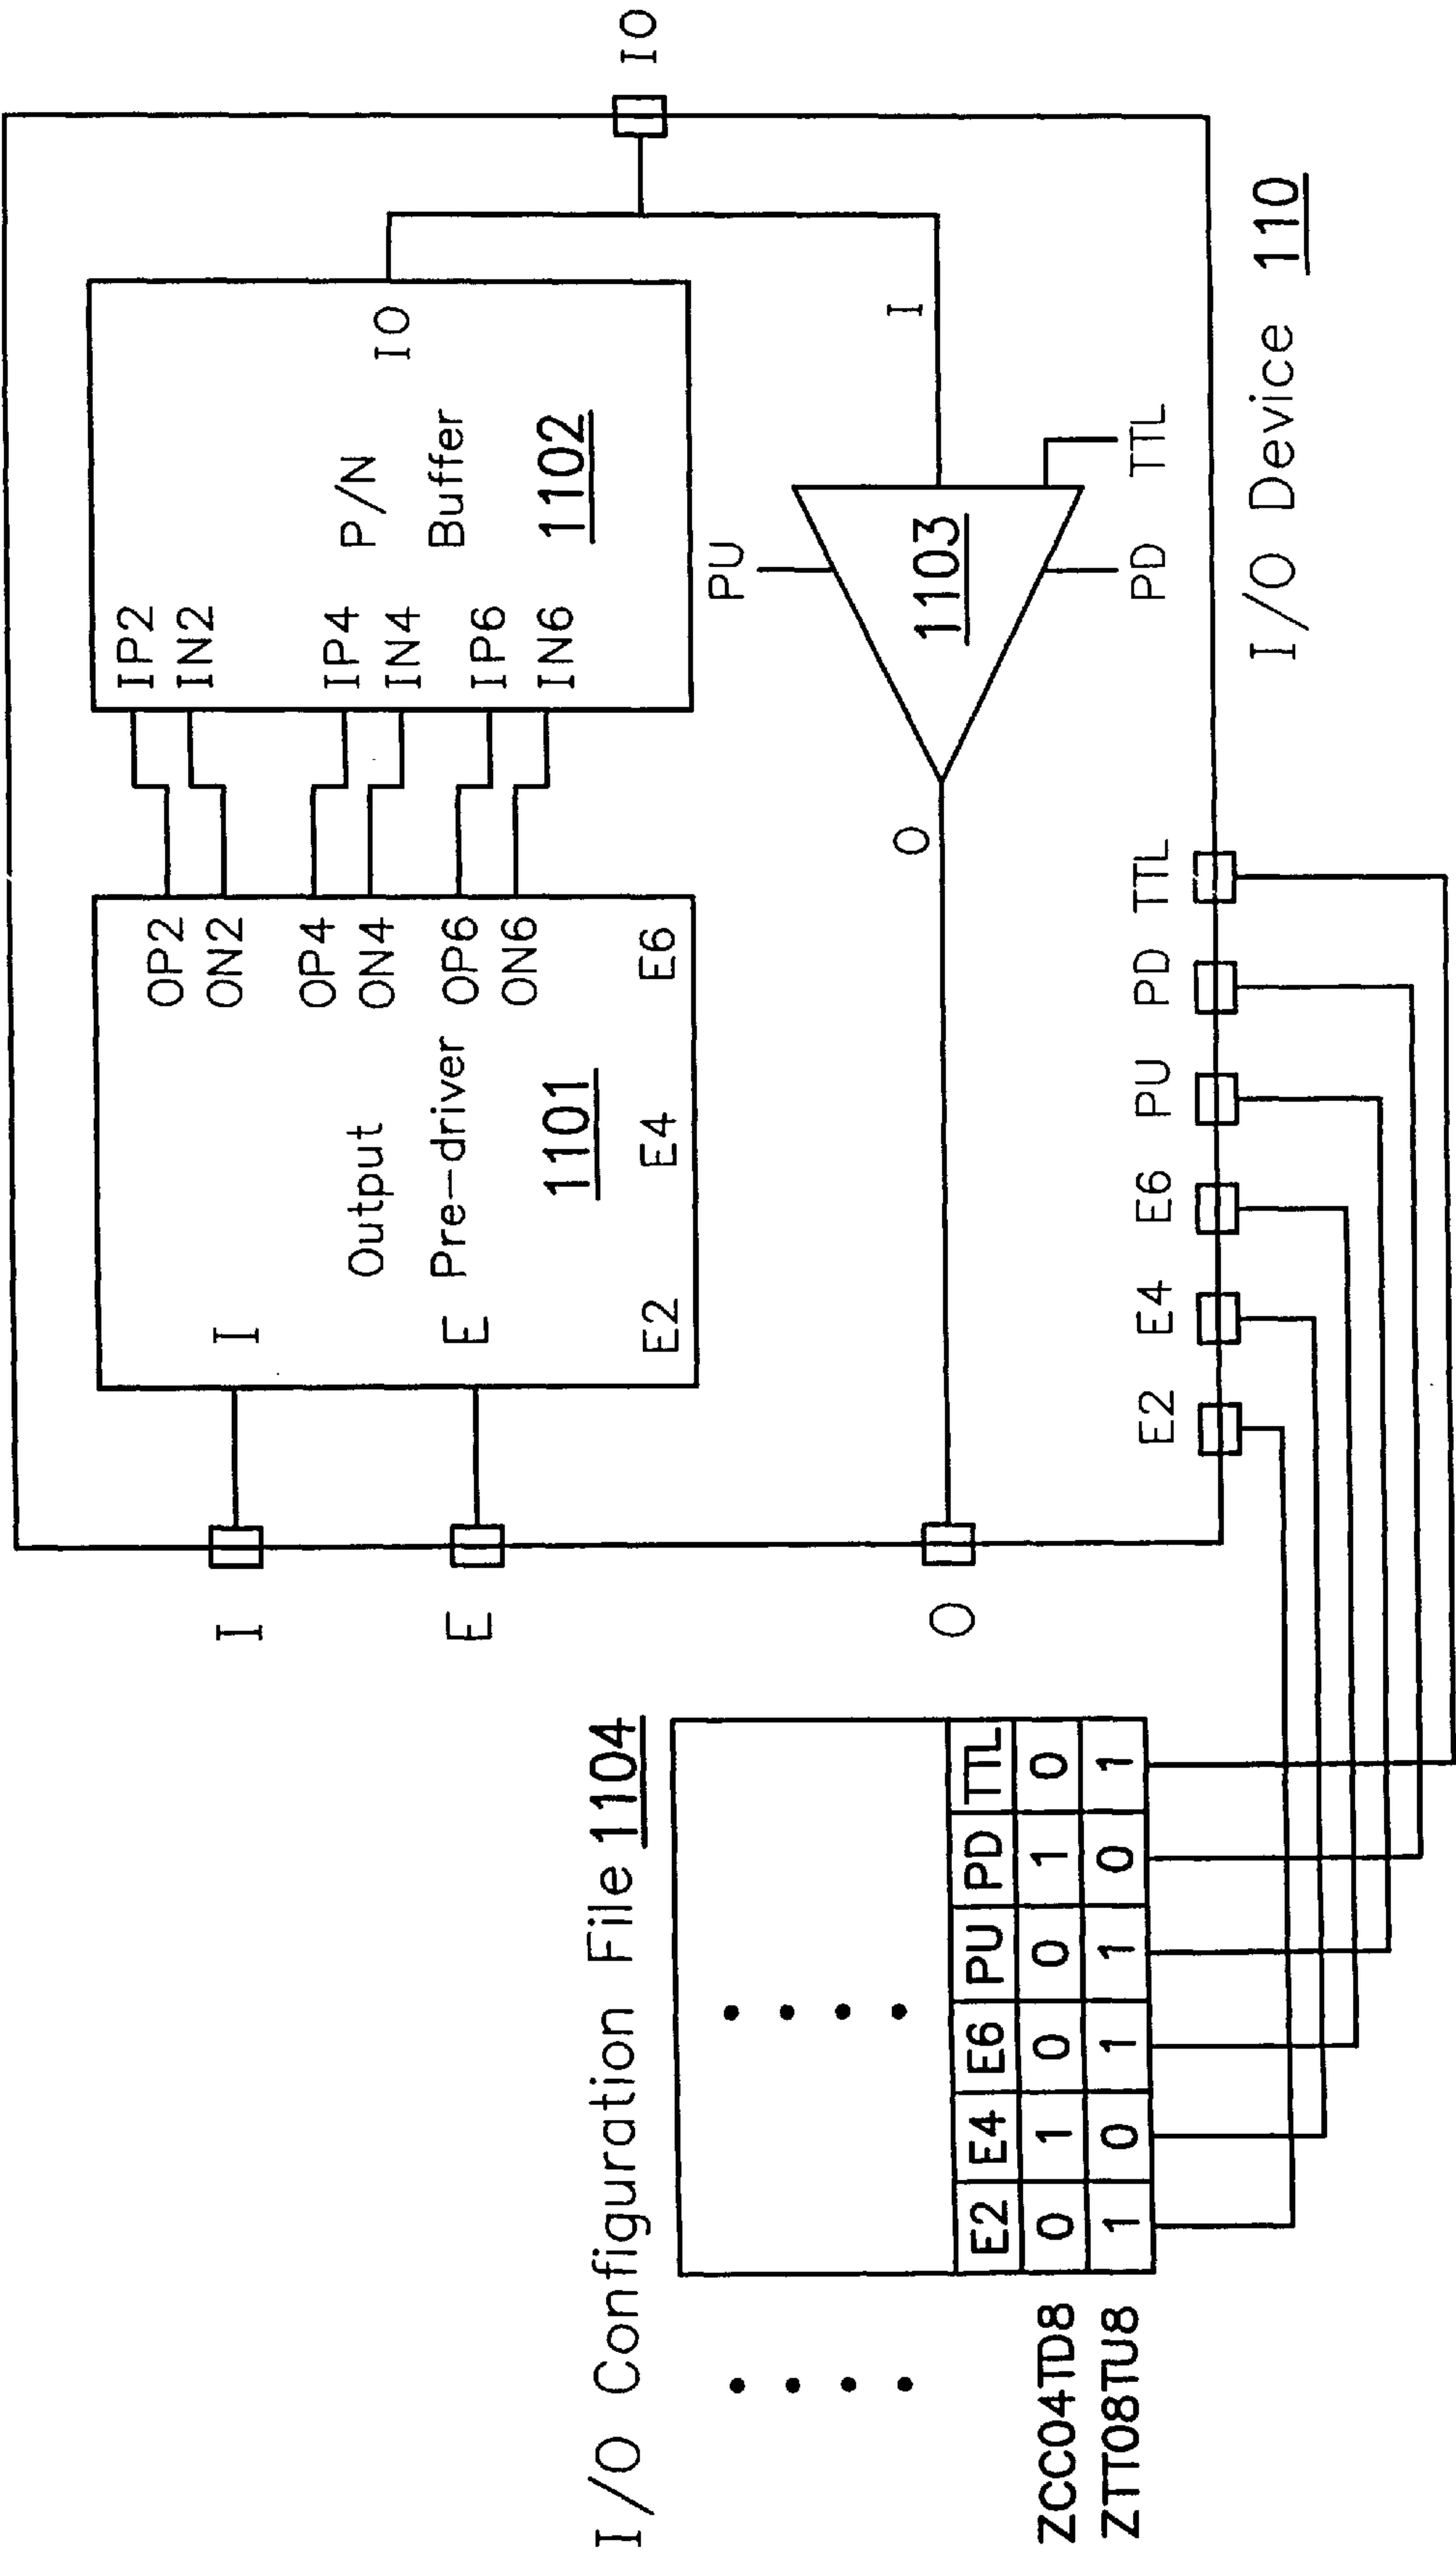 I/O Configuration File 1104
E2 E4 E6 PU PD TTL
ZCC04TD8 0 1 0 0 1 0
ZTT08TU8 1 0 1 1 0 1
I
E
O
I
E
Output
Pre-driver
1101
E2 E4 E6
OP2
ON2
OP4
ON4
OP6
ON6
IP2
IN2
IP4
IN4
IP6
IN6
P/N
Buffer
1102
IO
IO
I
PU
1103
PD
TTL
O
E2 E4 E6 PU PD TTL
I/O Device 110